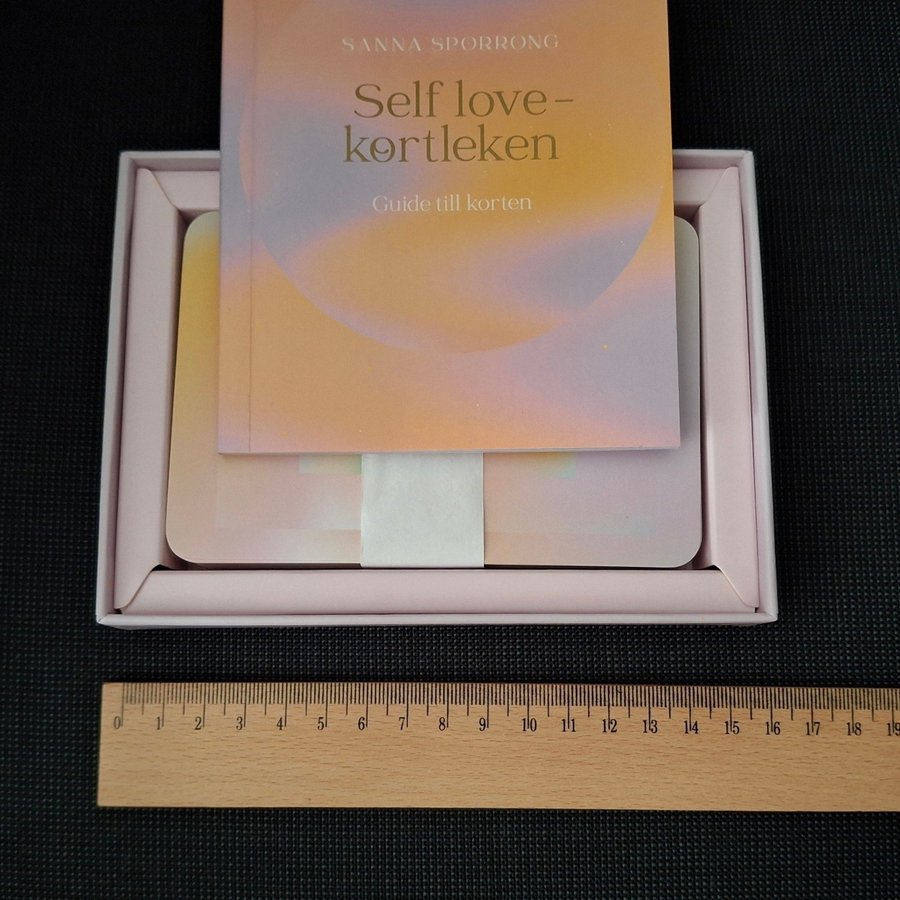 SANNA SPORRONG
Self love-
kortleken
Guide till korten
0 1 2 3 4 5 6 7 8 9 10 11 12 13 14 15 16 17 18 19